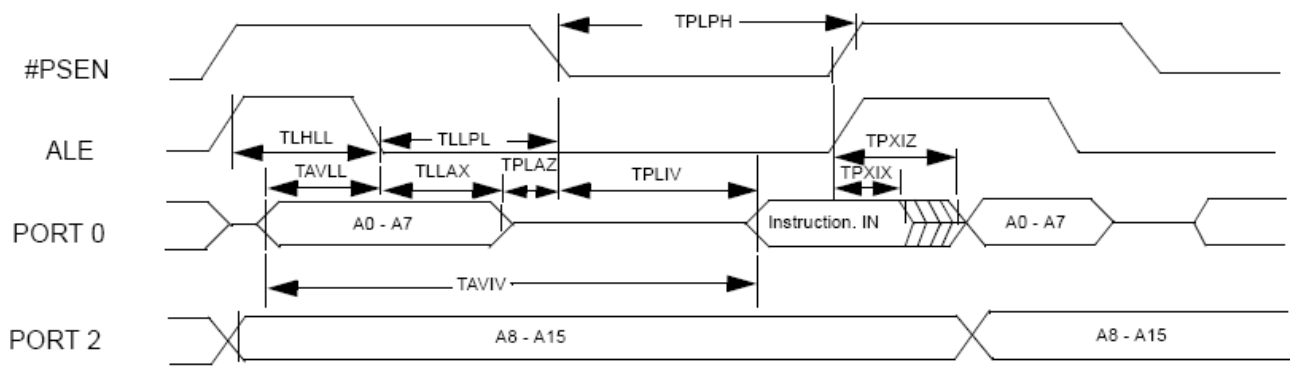 TPLPH
#PSEN
ALE
TLHLL
TLLPL
TPXIZ
TAVLL
TLLAX
TPLAZ
TPLIV
TPXIX
PORT 0
A0 - A7
Instruction. IN
A0 - A7
TAVIV
PORT 2
A8 - A15
A8 - A15